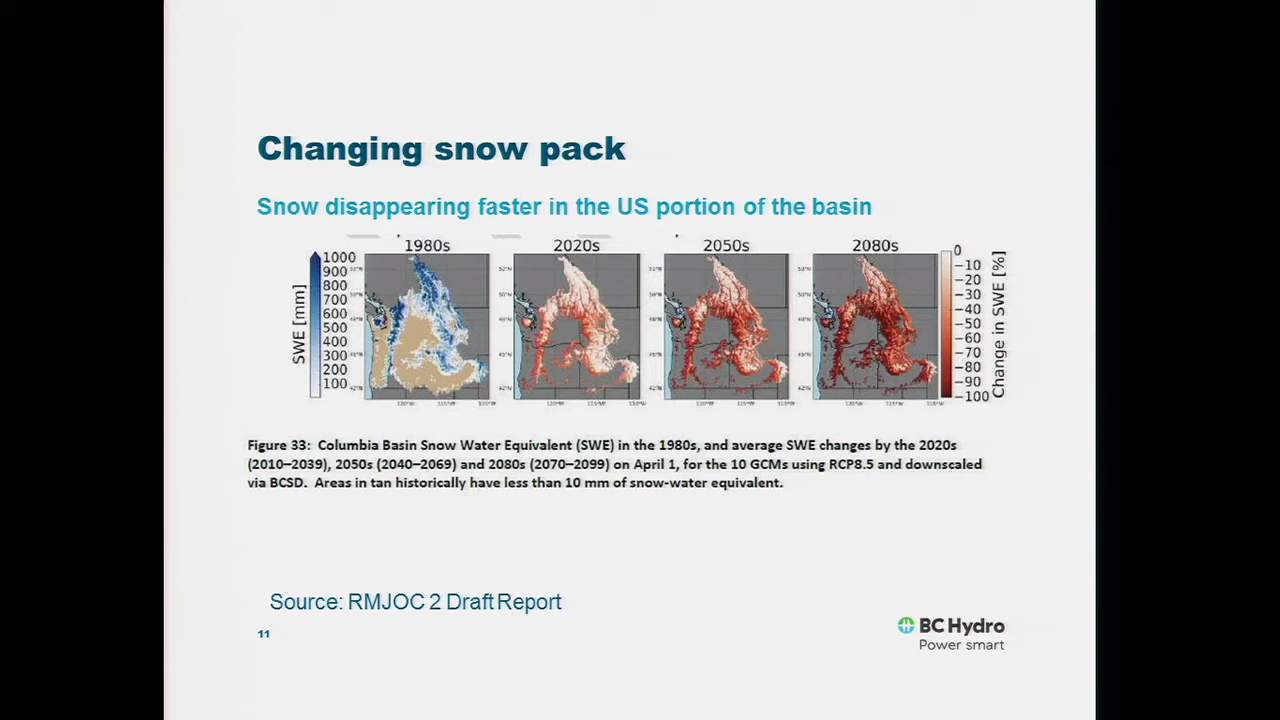 Changing snow pack
Snow disappearing faster in the US portion of the basin
1980s 2020s 2050s 2080s
SWE [mm]
1000
900
800
700
600
500
400
300
200
100
0
−10
−20
−30
−40
−50
−60
−70
−80
−90
−100
Change in SWE [%]
Figure 33: Columbia Basin Snow Water Equivalent (SWE) in the 1980s, and average SWE changes by the 2020s
(2010–2039), 2050s (2040–2069) and 2080s (2070–2099) on April 1, for the 10 GCMs using RCP8.5 and downscaled
via BCSD. Areas in tan historically have less than 10 mm of snow-water equivalent.
Source: RMJOC 2 Draft Report
11
BC Hydro
Power smart